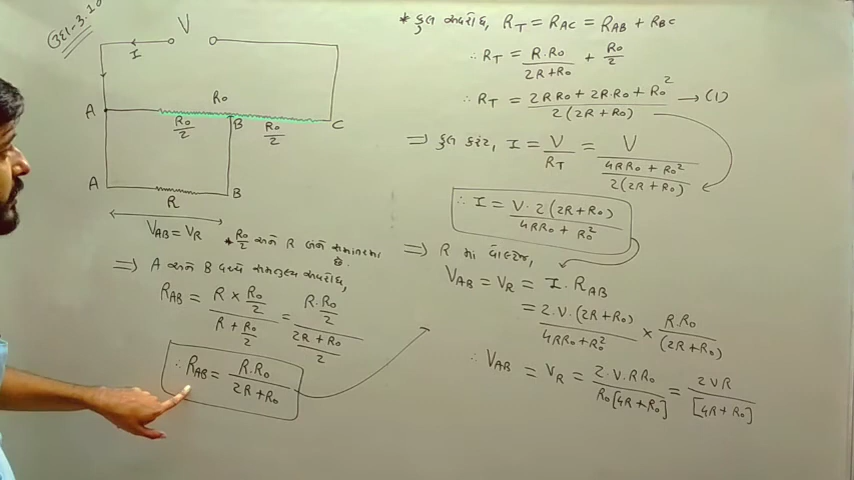 ઉદા-3.10
V
I
A
R₀
R₀/2
B
R₀/2
C
A
R
B
V_AB = V_R
* R₀/2 અને R બંને સમાંતરમાં છે.
⇒ A અને B વચ્ચે સમતુલ્ય અવરોધ,
R_AB = (R × R₀/2)/(R + R₀/2) = (R.R₀/2)/((2R + R₀)/2)
∴ R_AB = R.R₀/(2R + R₀)
* કુલ અવરોધ, R_T = R_AC = R_AB + R_BC
∴ R_T = R.R₀/(2R + R₀) + R₀/2
∴ R_T = (2RR₀ + 2R.R₀ + R₀²)/(2(2R + R₀)) → (1)
⇒ કુલ કરંટ, I = V/R_T = V/((4RR₀ + R₀²)/(2(2R + R₀)))
∴ I = V.2(2R + R₀)/(4RR₀ + R₀²)
⇒ R નો વોલ્ટેજ,
V_AB = V_R = I.R_AB
= 2.V.(2R + R₀)/(4RR₀ + R₀²) × R.R₀/(2R + R₀)
∴ V_AB = V_R = 2.V.RR₀/(R₀[4R + R₀]) = 2VR/[4R + R₀]